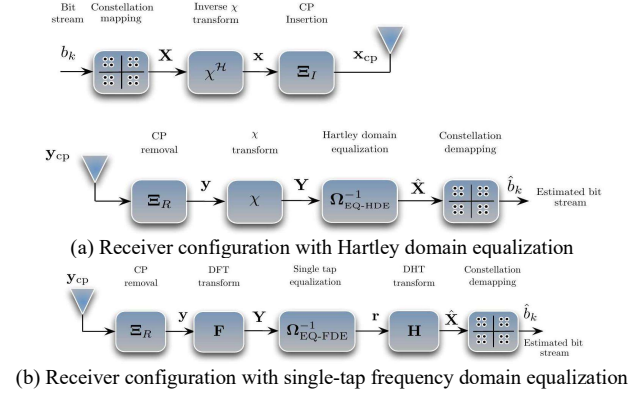 Bit stream
Constellation mapping
Inverse χ transform
CP Insertion
b_k
X
χ^ℋ
x
Ξ_I
x_cp
y_cp
CP removal
χ transform
Hartley domain equalization
Constellation demapping
Ξ_R
y
χ
Y
Ω^{-1}_{EQ-HDE}
X̂
b̂_k
Estimated bit stream
(a) Receiver configuration with Hartley domain equalization
y_cp
CP removal
DFT transform
Single tap equalization
DHT transform
Constellation demapping
Ξ_R
y
F
Y
Ω^{-1}_{EQ-FDE}
r
H
X̂
b̂_k
Estimated bit stream
(b) Receiver configuration with single-tap frequency domain equalization